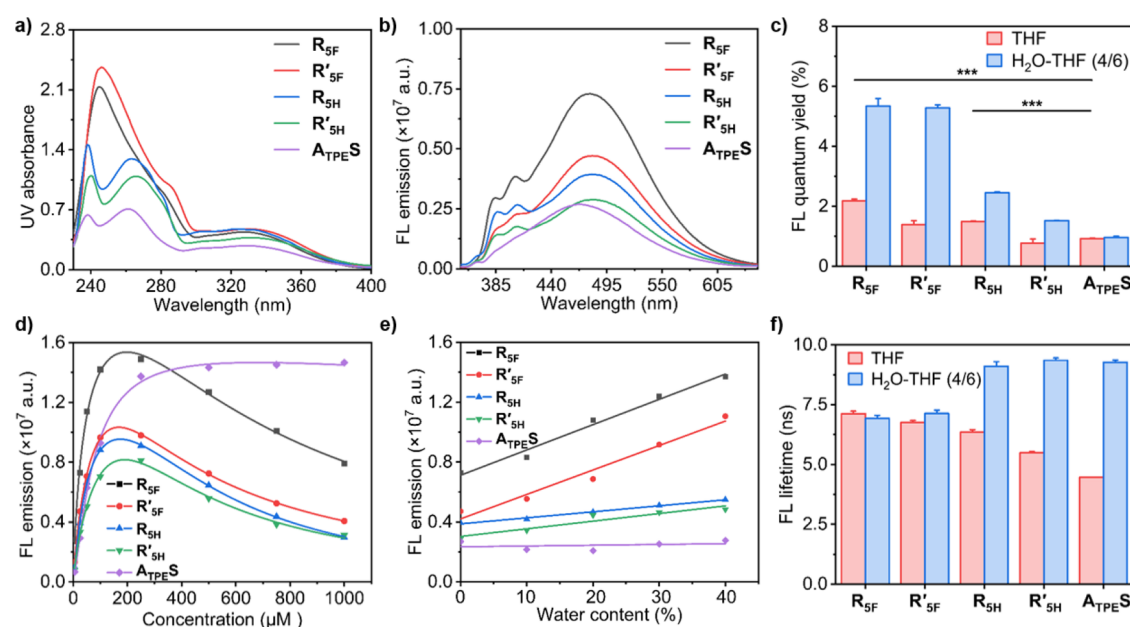 a)
R5F
R′5F
R5H
R′5H
ATPES
UV absorbance
2.8
2.1
1.4
0.7
0.0
240 280 320 360 400
Wavelength (nm)
b)
R5F
R′5F
R5H
R′5H
ATPES
FL emission (×10⁷ a.u.)
1.00
0.75
0.50
0.25
0.00
385 440 495 550 605
Wavelength (nm)
c)
THF
H2O-THF (4/6)
***
***
FL quantum yield (%)
8
6
4
2
0
R5F R′5F R5H R′5H ATPES
d)
FL emission (×10⁷ a.u.)
1.6
1.2
0.8
0.4
0.0
R5F
R′5F
R5H
R′5H
ATPES
0 200 400 600 800 1000
Concentration (µM )
e)
R5F
R′5F
R5H
R′5H
ATPES
FL emission (×10⁷ a.u.)
1.6
1.2
0.8
0.4
0.0
0 10 20 30 40
Water content (%)
f)
THF
H2O-THF (4/6)
FL lifetime (ns)
10.0
7.5
5.0
2.5
0.0
R5F R′5F R5H R′5H ATPES